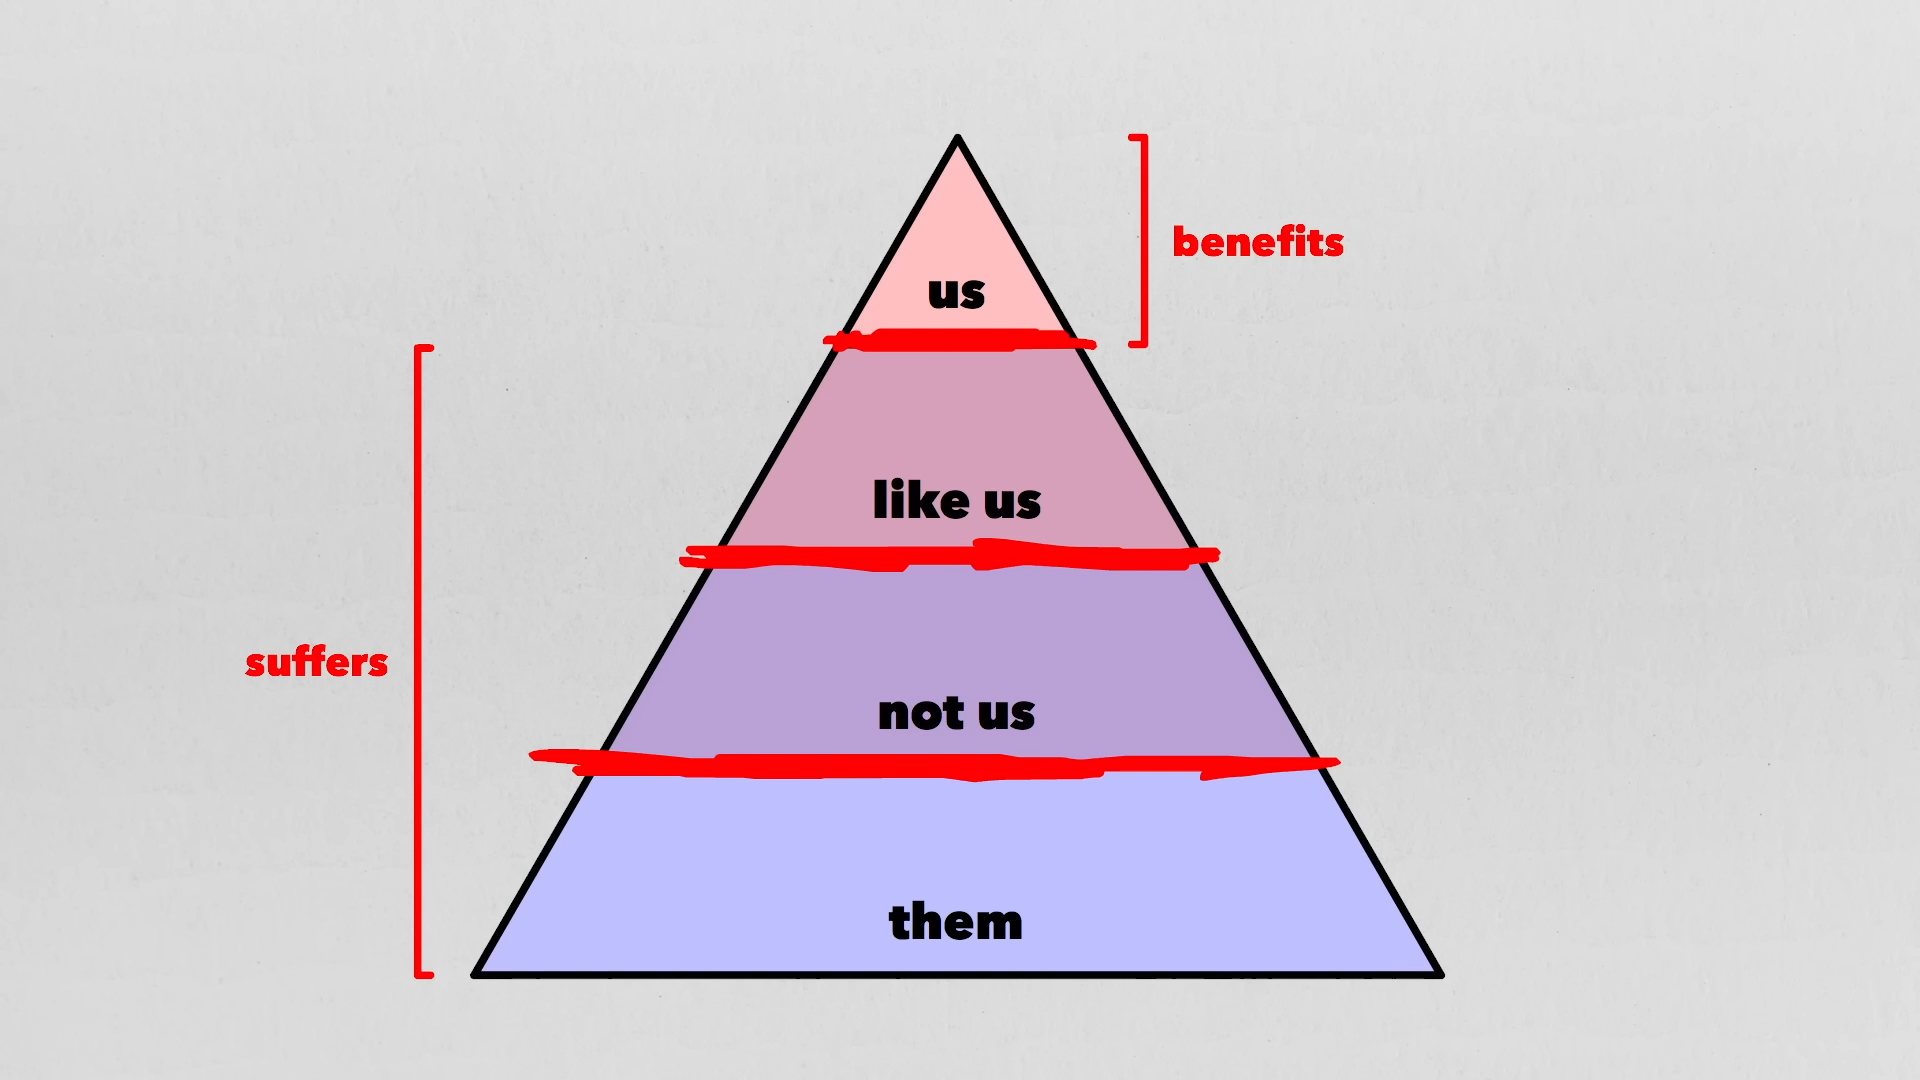 benefits
us
like us
suffers
not us
them